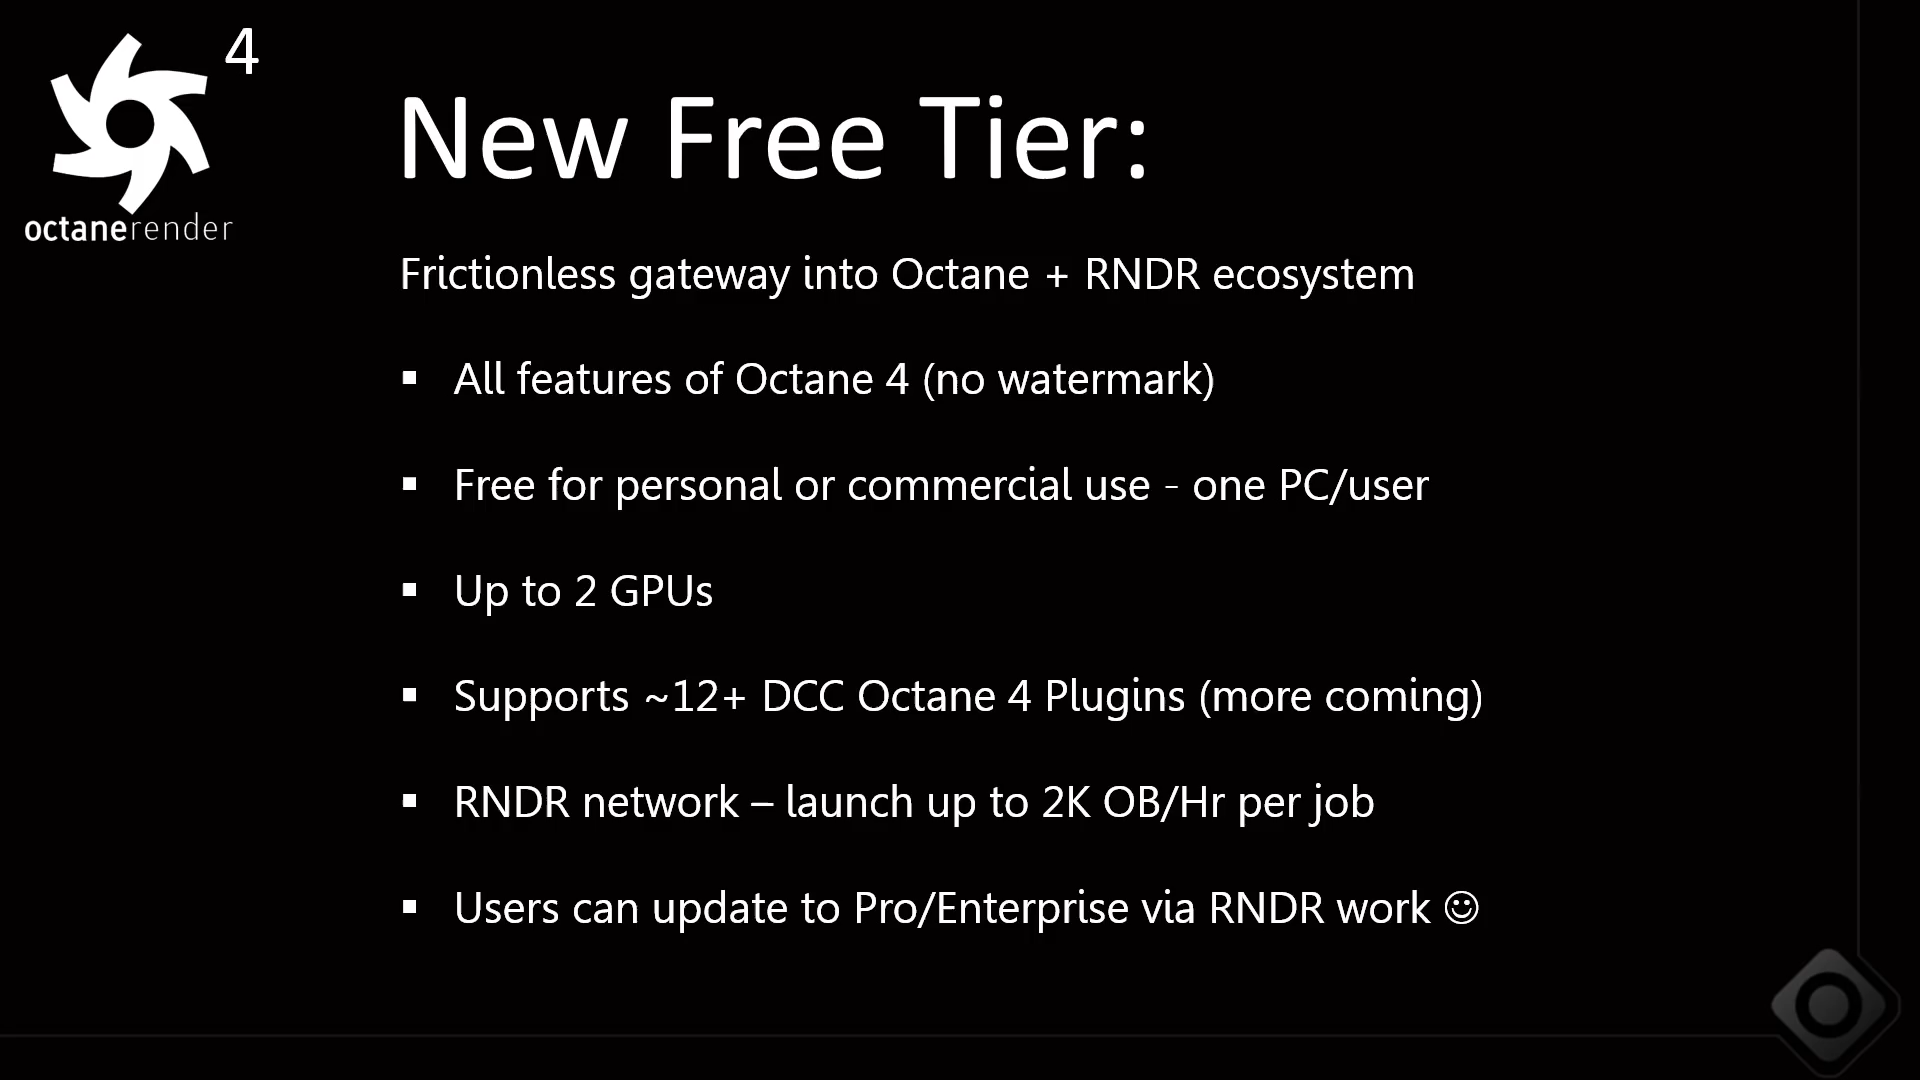 4
octanerender
New Free Tier:
Frictionless gateway into Octane + RNDR ecosystem
▪ All features of Octane 4 (no watermark)
▪ Free for personal or commercial use - one PC/user
▪ Up to 2 GPUs
▪ Supports ~12+ DCC Octane 4 Plugins (more coming)
▪ RNDR network – launch up to 2K OB/Hr per job
▪ Users can update to Pro/Enterprise via RNDR work ☺